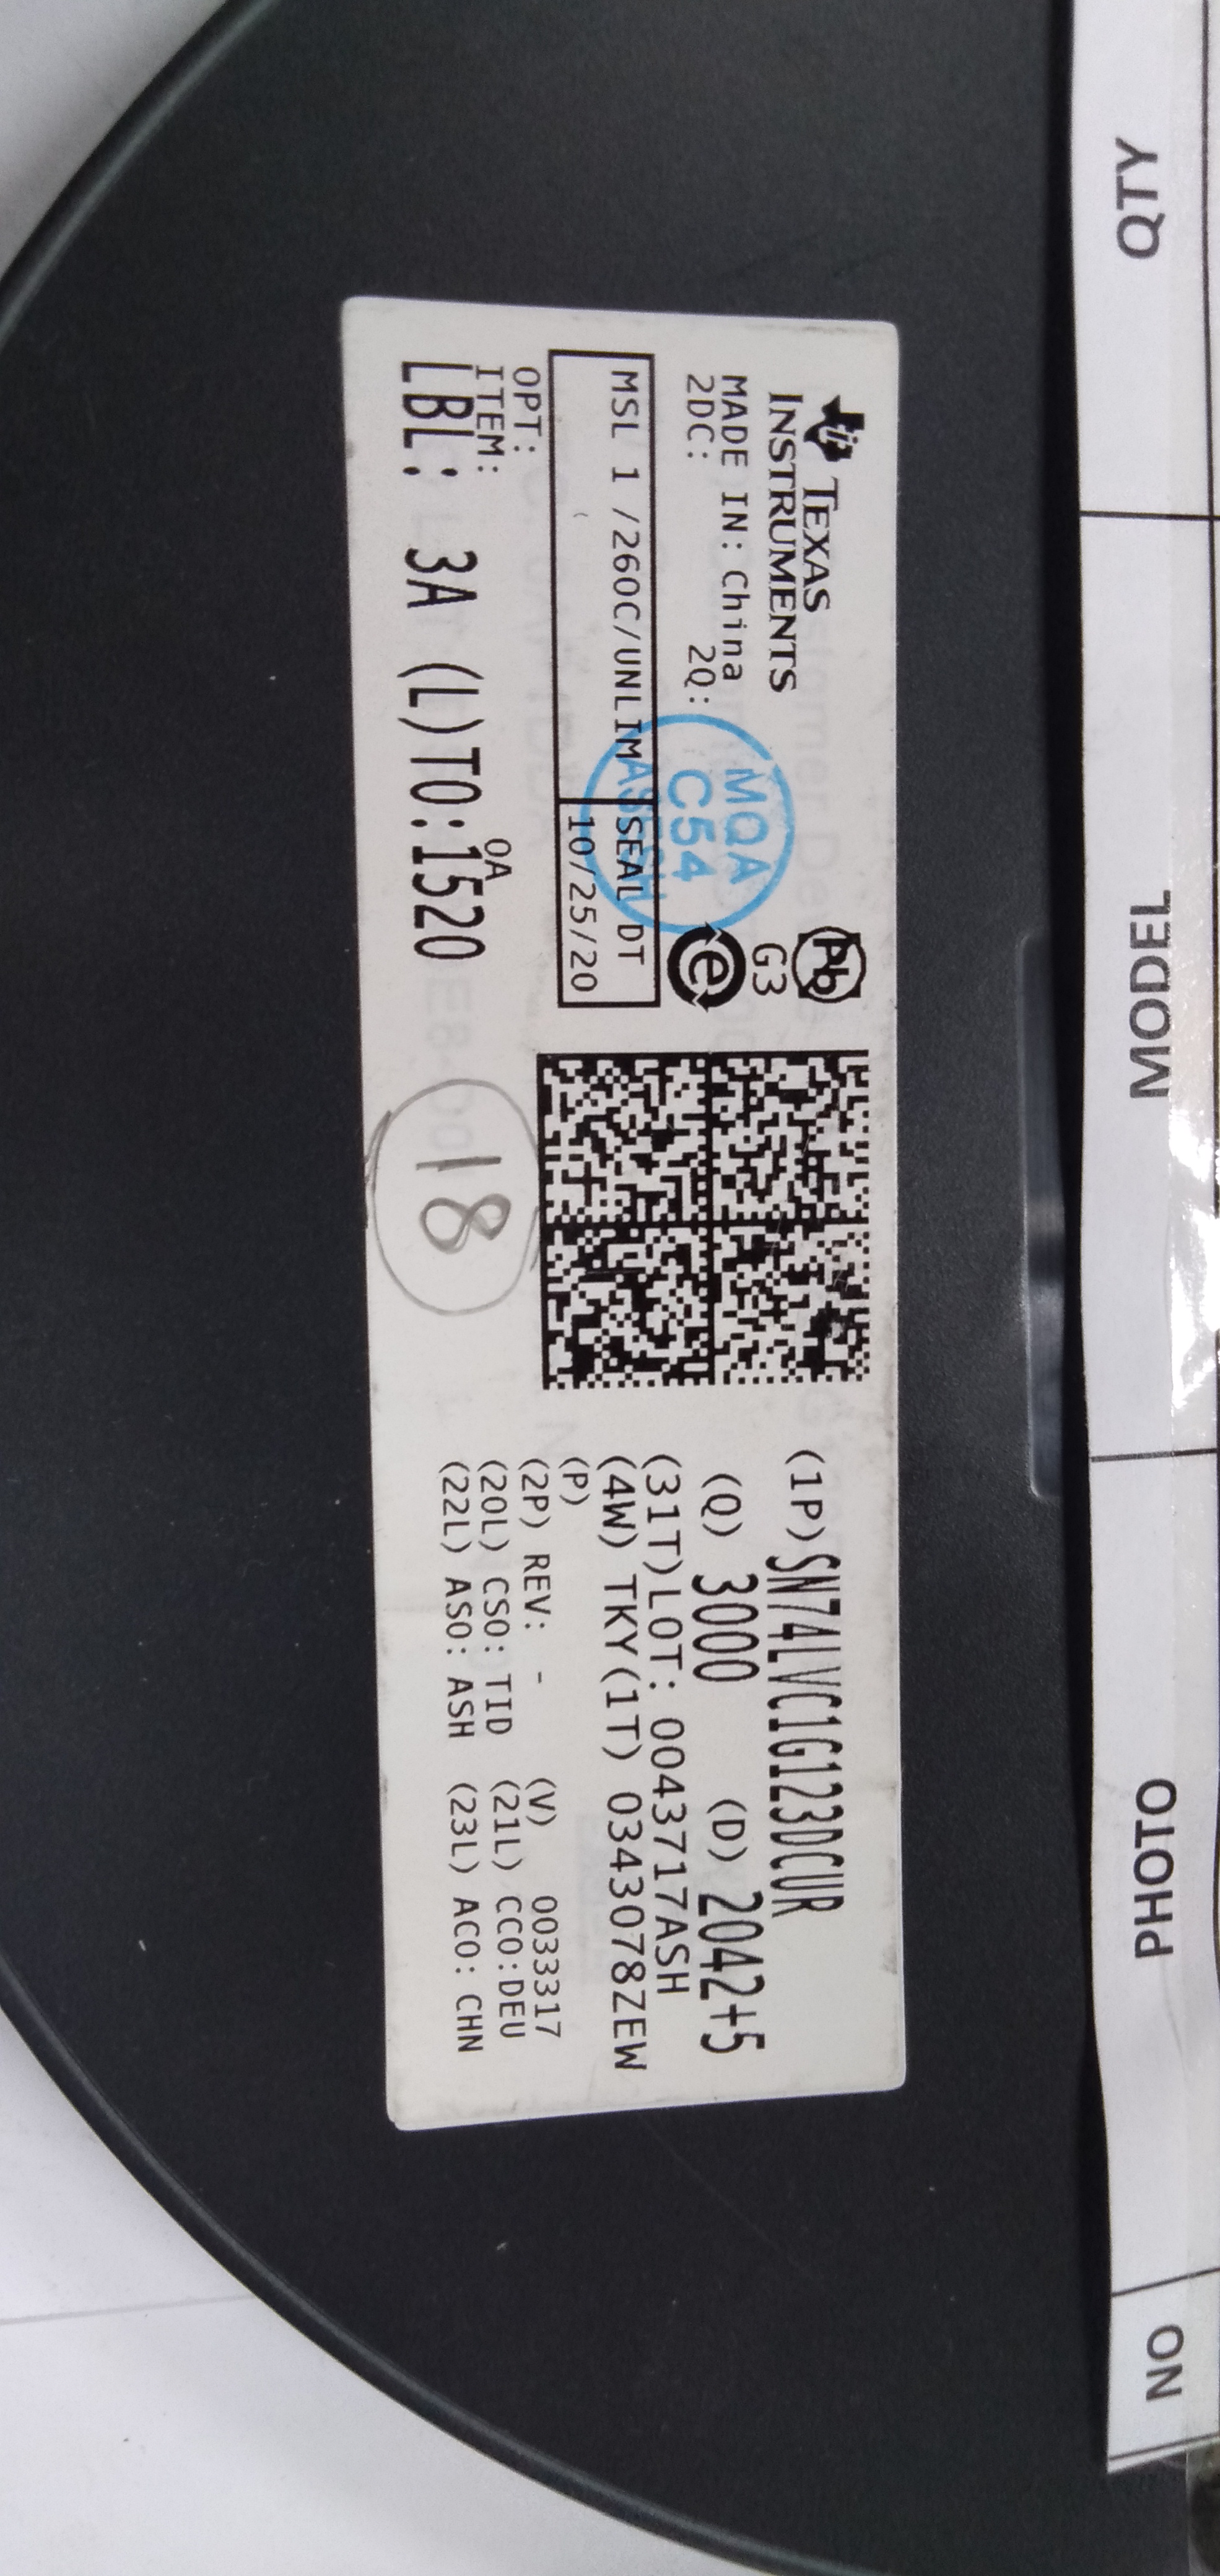 TEXAS
INSTRUMENTS
MADE IN: China
2DC: 2Q:
MQA
C54
ASESH
Pb
G3
e
MSL 1 /260C/UNLIM
SEAL DT
10/25/20
OPT:
ITEM:
0A
LBL: 3A (L)TO:1520
18
(1P)SN74LVC1G123DCUR
(Q) 3000 (D) 2042+5
(31T)LOT: 0043717ASH
(4W) TKY(1T) 0343078ZEW
(P)
(2P) REV: - (V) 0033317
(20L) CSO: TID (21L) CCO:DEU
(22L) ASO: ASH (23L) ACO: CHN
NO PHOTO MODEL QTY